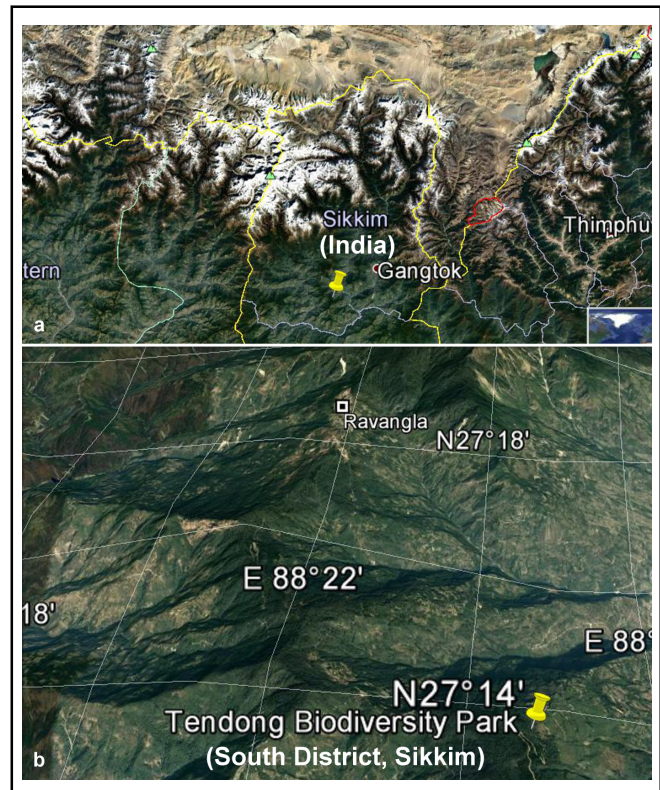 Sikkim
(India)
Thimphu
tern
Gangtok
a
Ravangla
N27°18'
E 88°22'
18'
E 88°
N27°14'
Tendong Biodiversity Park
(South District, Sikkim)
b